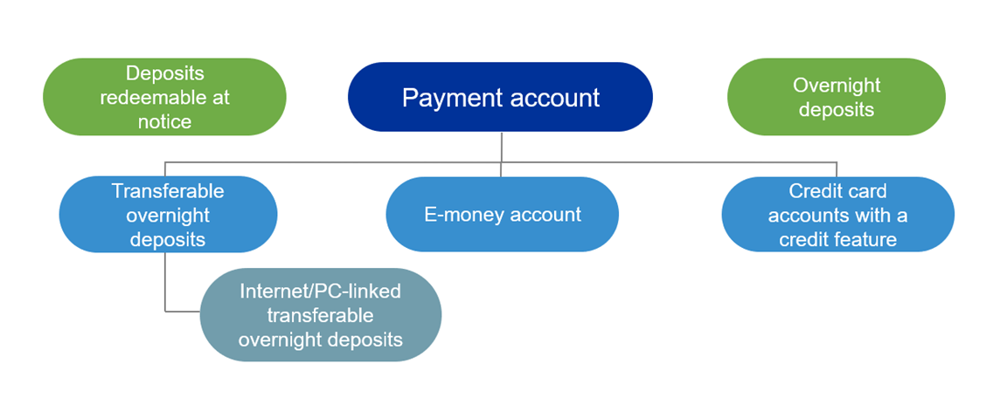 Deposits
redeemable at
notice
Payment account
Overnight
deposits
Transferable
overnight
deposits
E-money account
Credit card
accounts with a
credit feature
Internet/PC-linked
transferable
overnight deposits